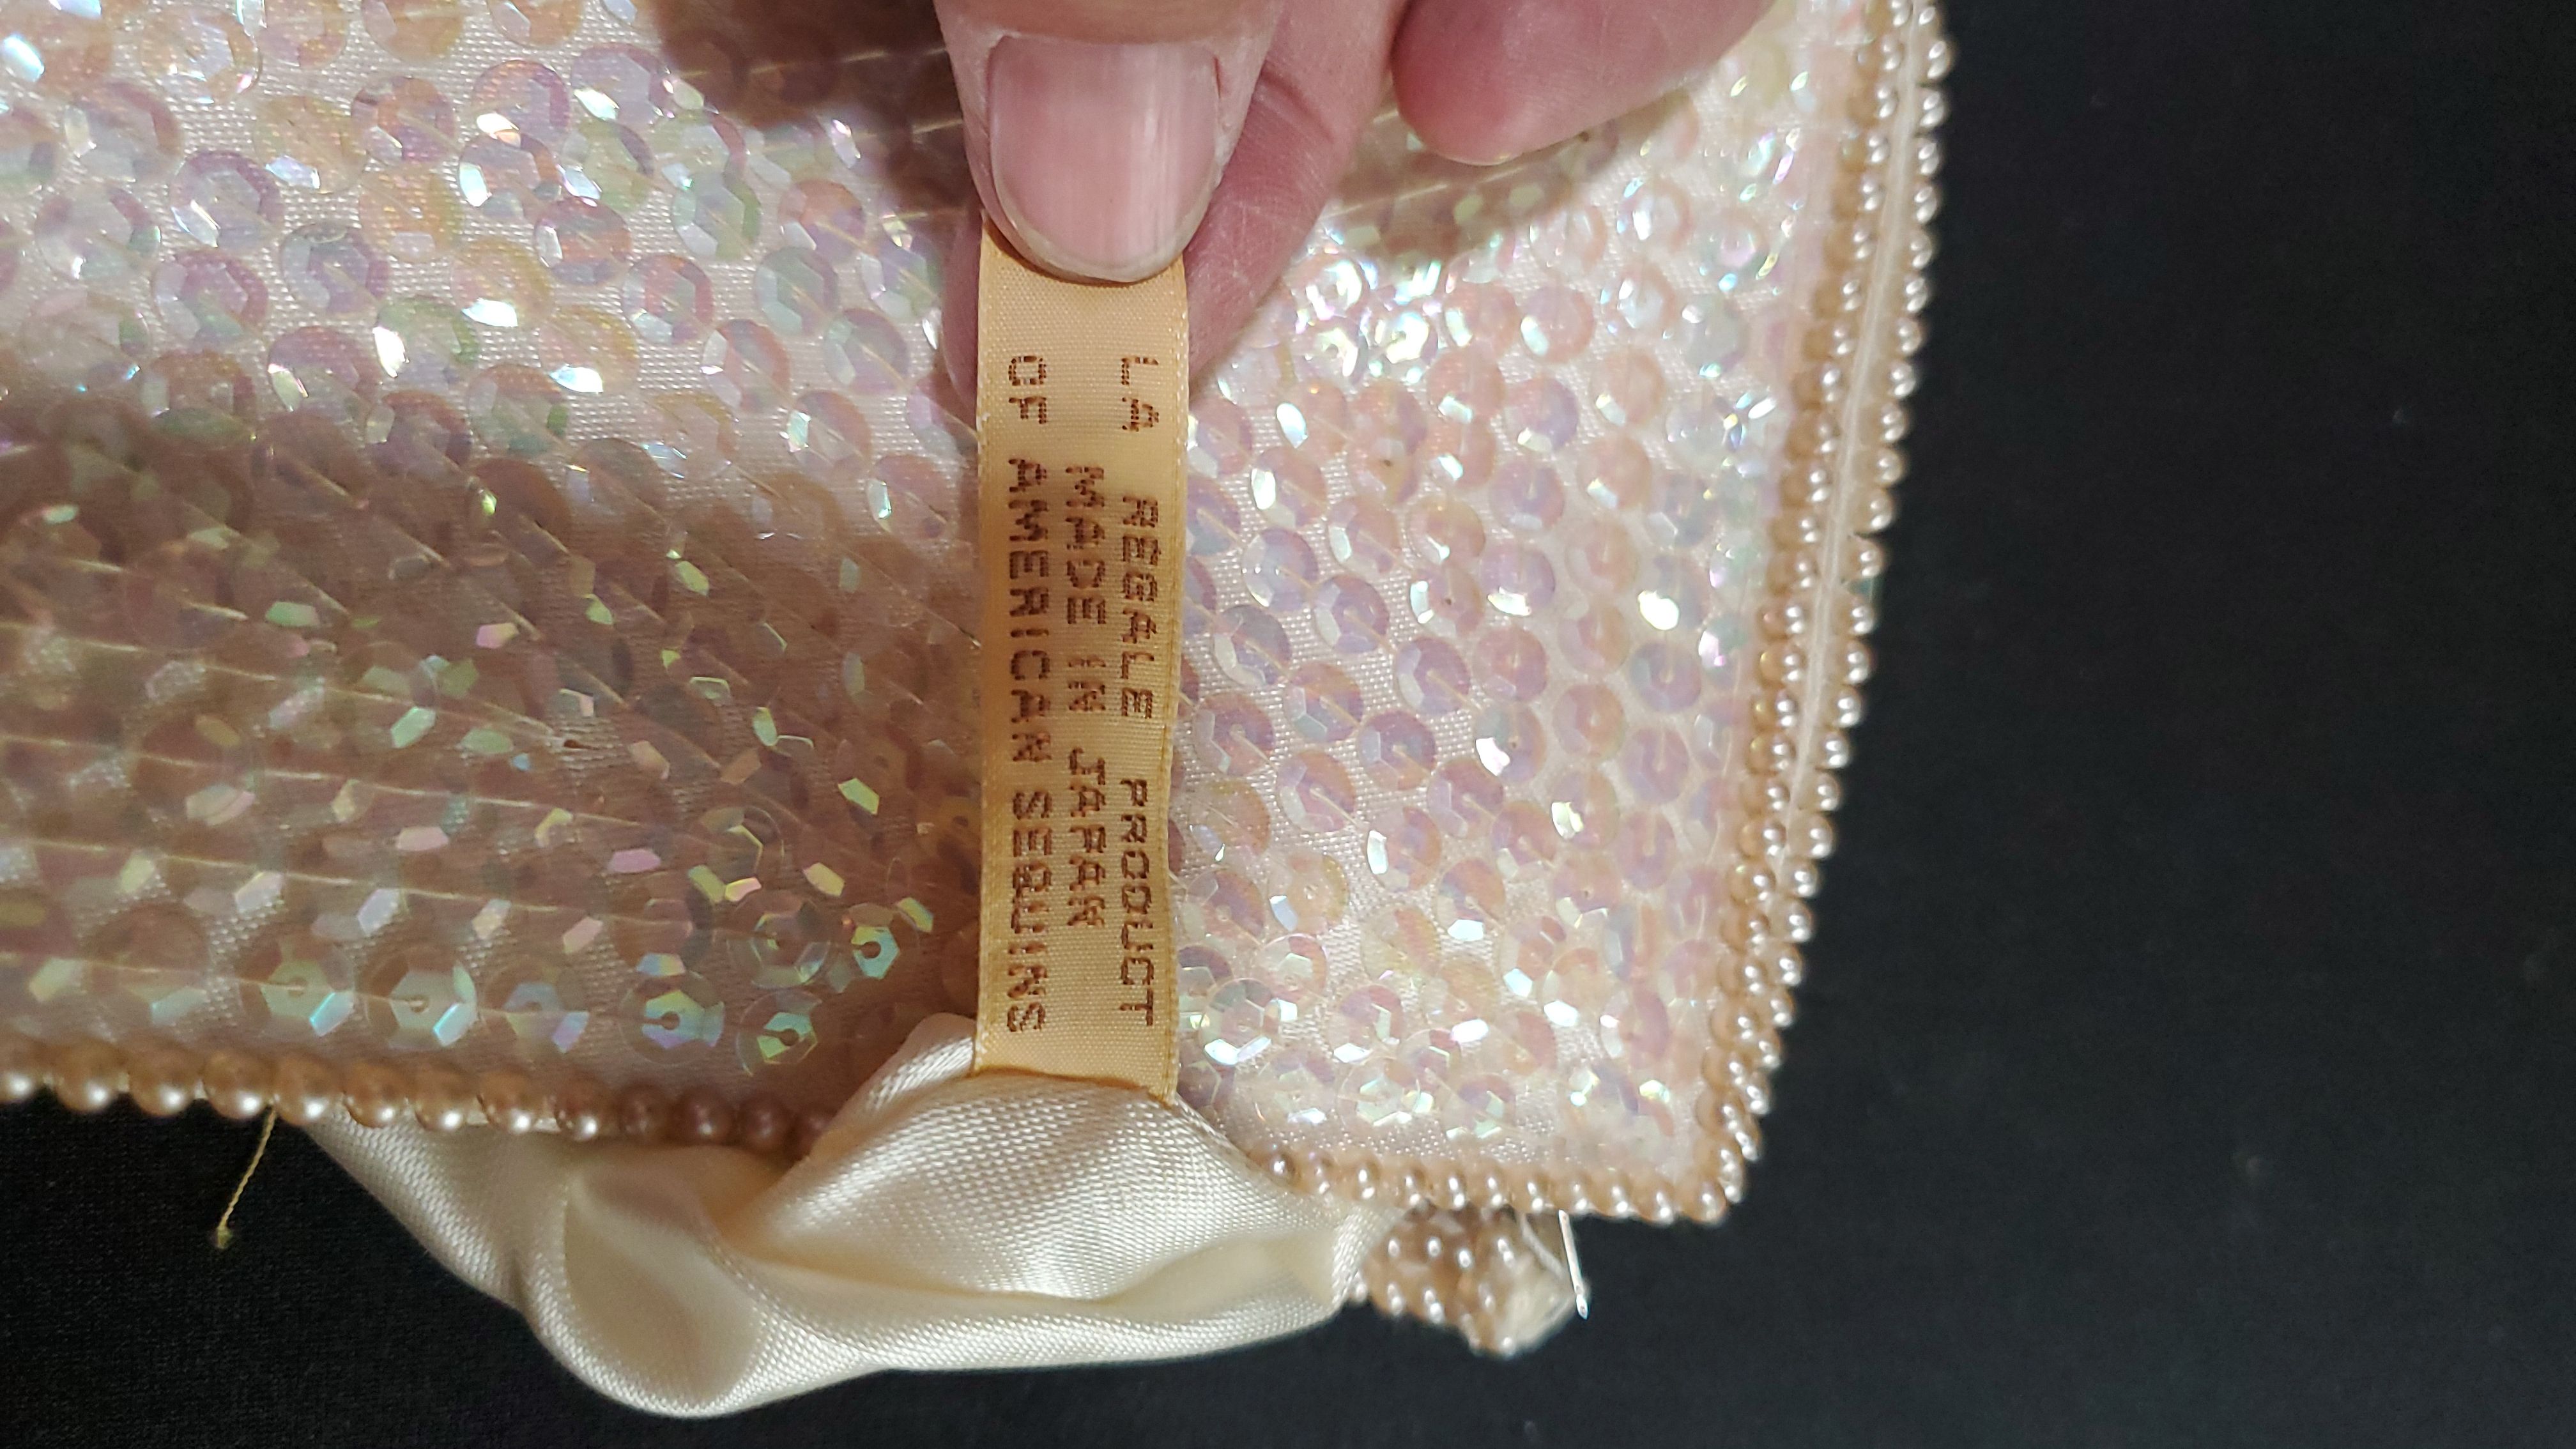 LA REGALE PRODUCT
MADE IN JAPAN
OF AMERICAN SEQUINS